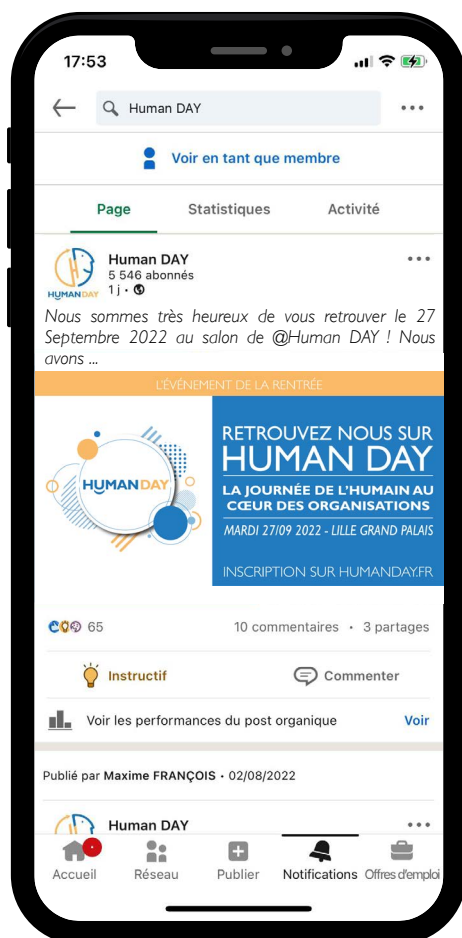 17:53
Human DAY
Voir en tant que membre
Page Statistiques Activité
Human DAY
5 546 abonnés
1 j •
HUMAN DAY
Nous sommes très heureux de vous retrouver le 27
Septembre 2022 au salon de @Human DAY ! Nous
avons ...
L'ÉVÉNEMENT DE LA RENTRÉE
HUMANDAY
RETROUVEZ NOUS SUR
HUMAN DAY
LA JOURNÉE DE L'HUMAIN AU
CŒUR DES ORGANISATIONS
MARDI 27/09 2022 - LILLE GRAND PALAIS
INSCRIPTION SUR HUMANDAY.FR
65 10 commentaires • 3 partages
Instructif Commenter
Voir les performances du post organique Voir
Publié par Maxime FRANÇOIS • 02/08/2022
Human DAY
Accueil Réseau Publier Notifications Offres d'emploi